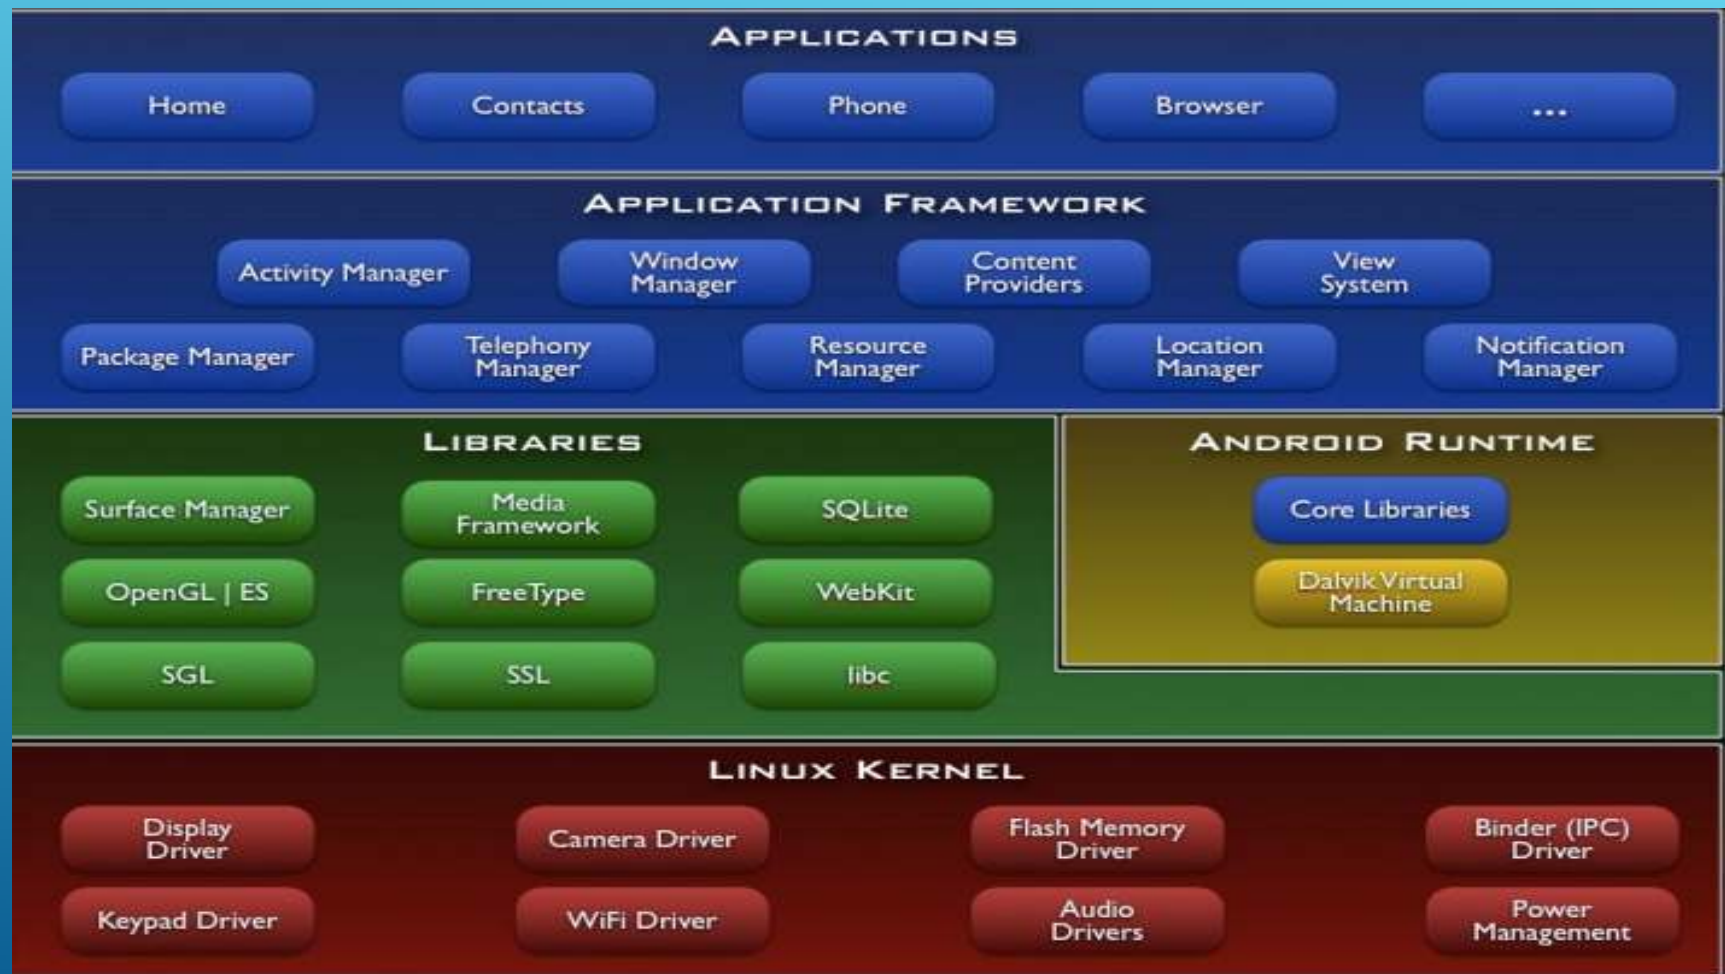 APPLICATIONS
Home
Contacts
Phone
Browser
...
APPLICATION FRAMEWORK
Activity Manager
Window
Manager
Content
Providers
View
System
Package Manager
Telephony
Manager
Resource
Manager
Location
Manager
Notification
Manager
LIBRARIES
Surface Manager
Media
Framework
SQLite
OpenGL | ES
FreeType
WebKit
SGL
SSL
libc
ANDROID RUNTIME
Core Libraries
Dalvik Virtual
Machine
LINUX KERNEL
Display
Driver
Camera Driver
Flash Memory
Driver
Binder (IPC)
Driver
Keypad Driver
WiFi Driver
Audio
Drivers
Power
Management